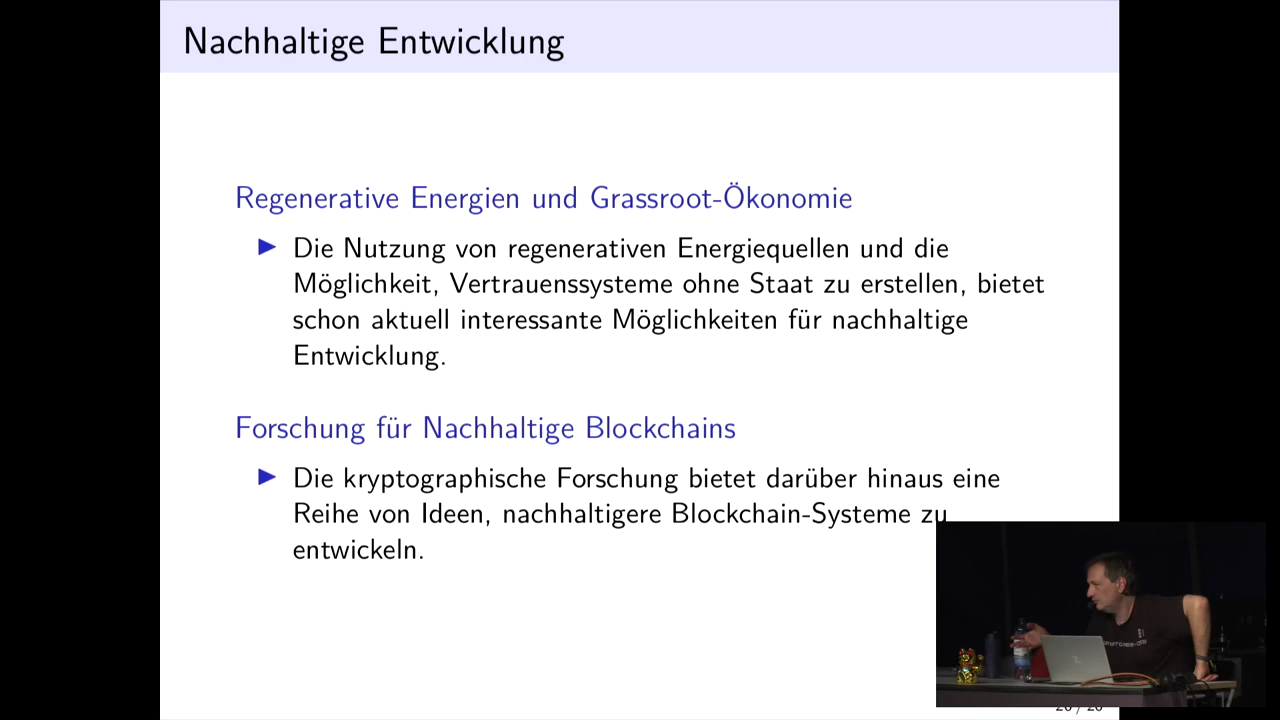 Nachhaltige Entwicklung
Regenerative Energien und Grassroot-Ökonomie
Die Nutzung von regenerativen Energiequellen und die
Möglichkeit, Vertrauenssysteme ohne Staat zu erstellen, bietet
schon aktuell interessante Möglichkeiten für nachhaltige
Entwicklung.
Forschung für Nachhaltige Blockchains
Die kryptographische Forschung bietet darüber hinaus eine
Reihe von Ideen, nachhaltigere Blockchain-Systeme zu
entwickeln.